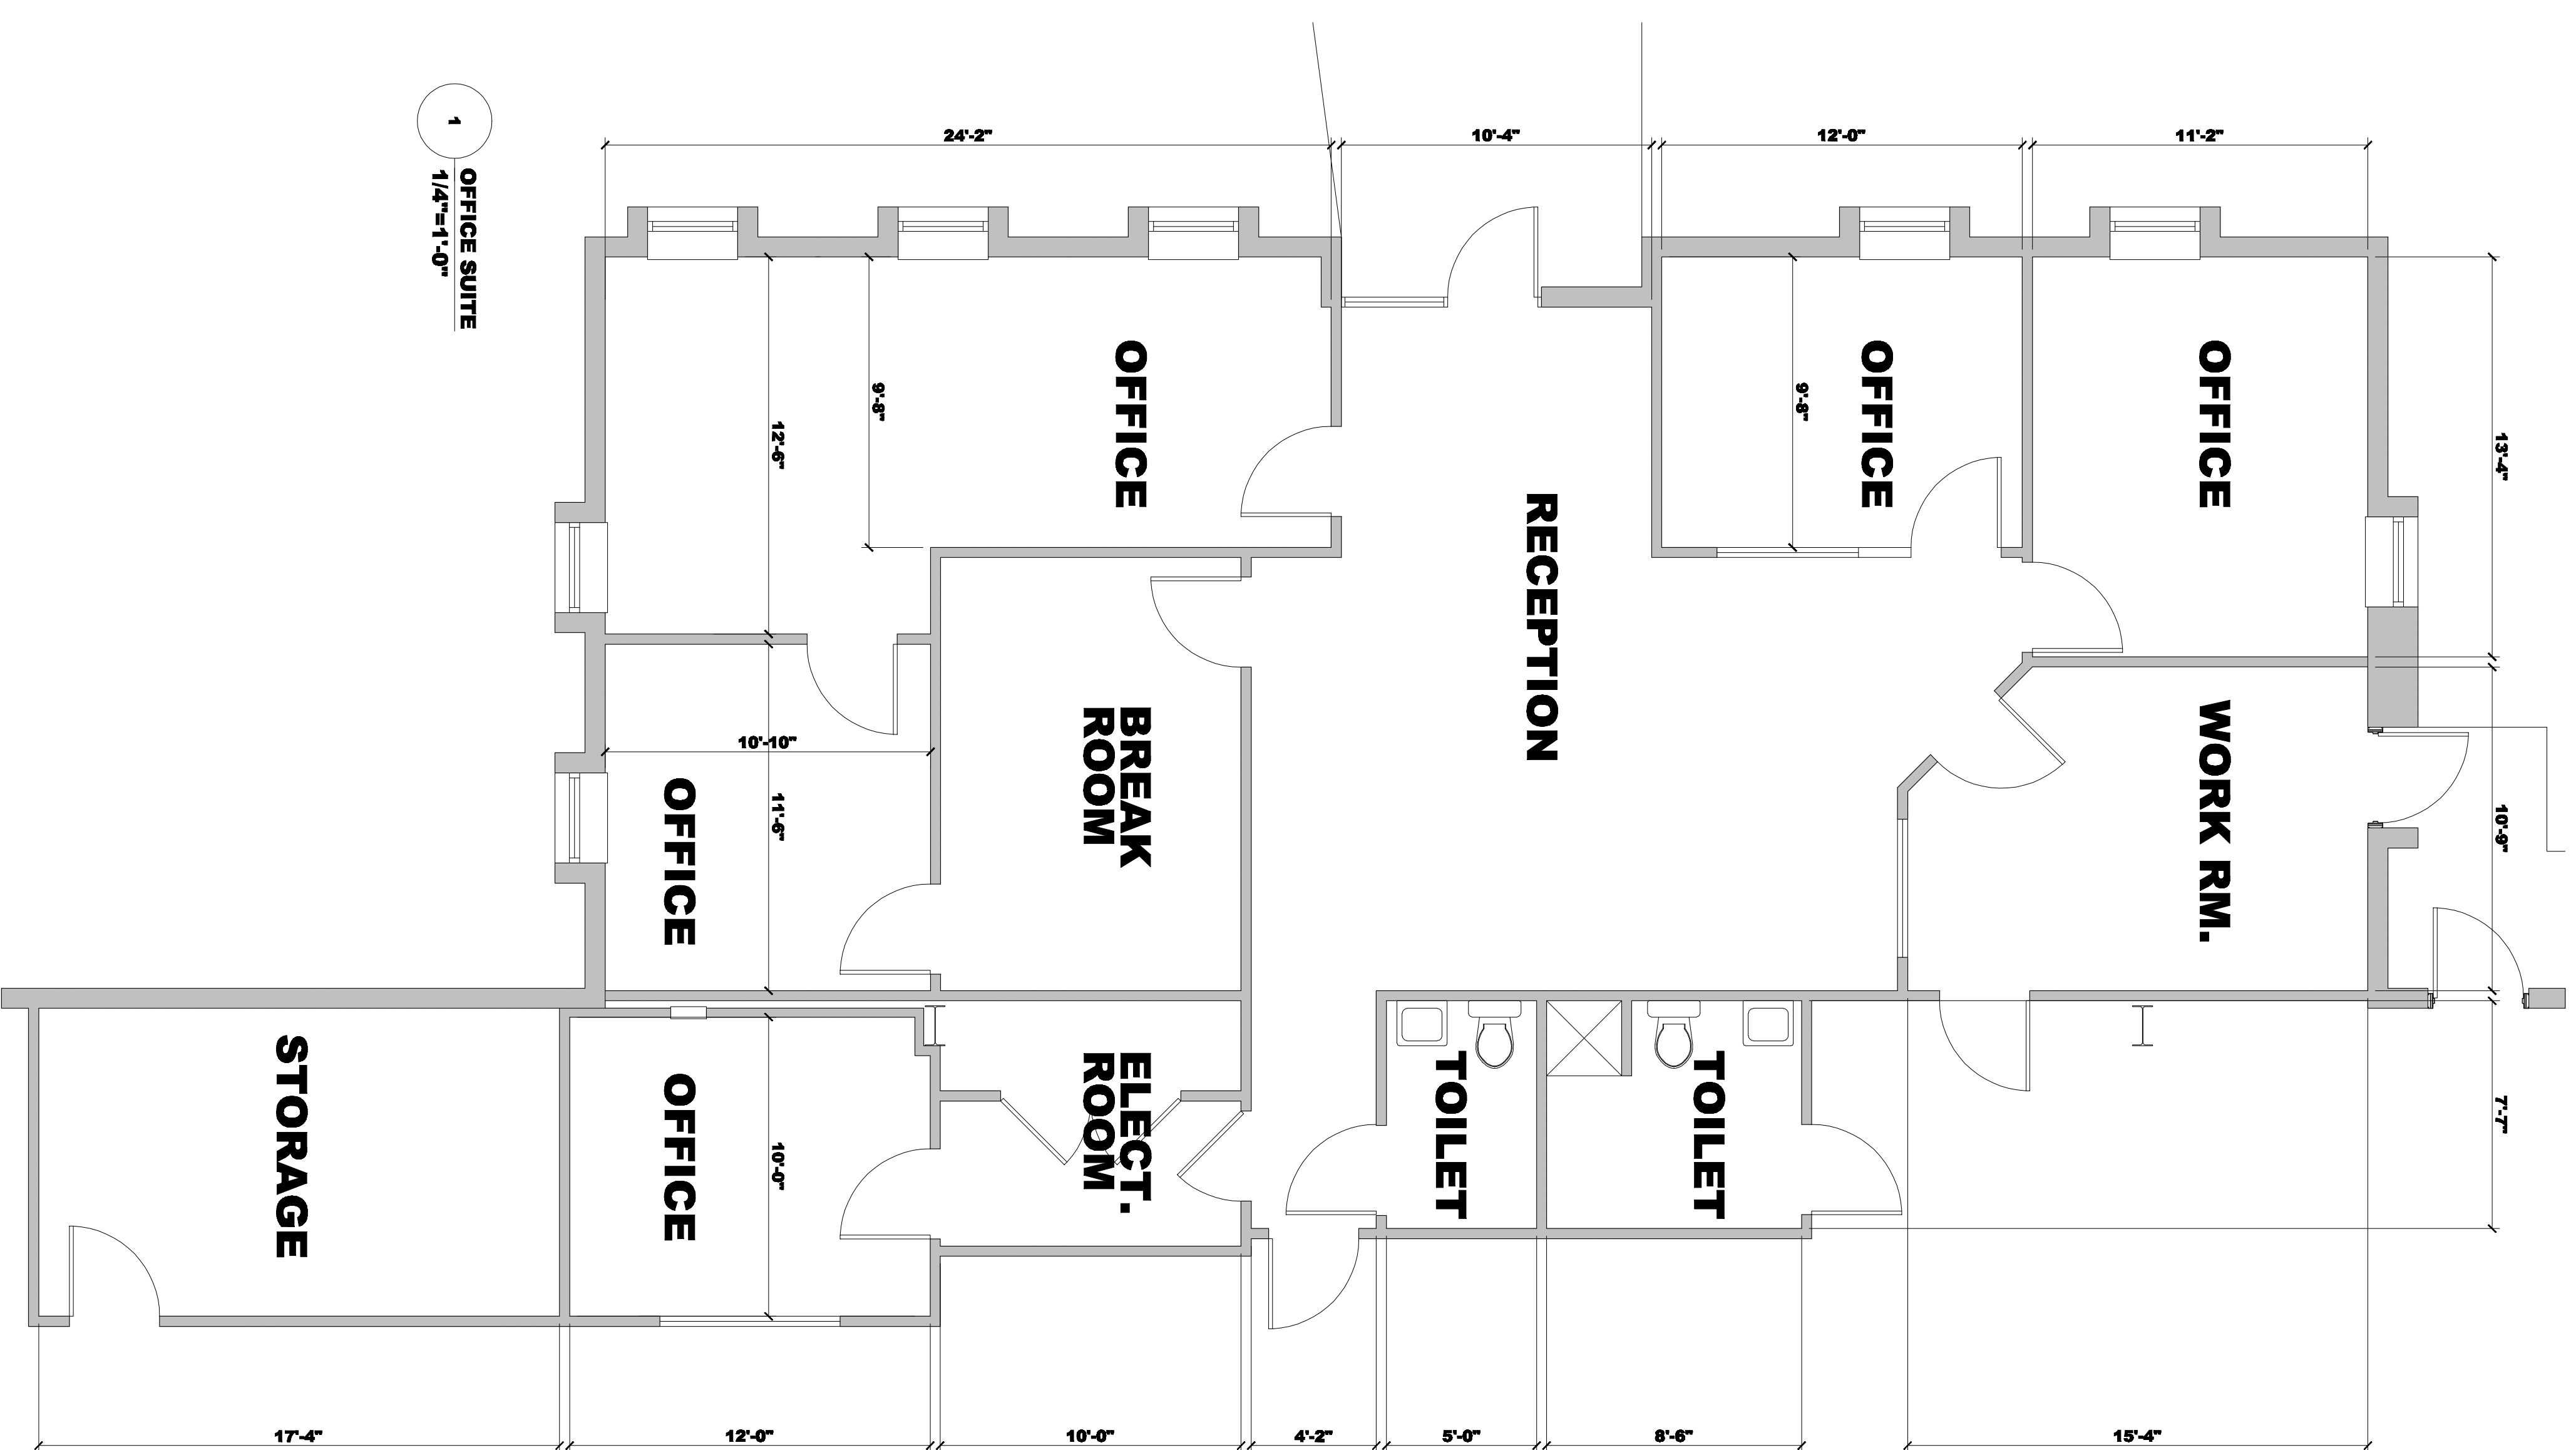 1
OFFICE SUITE
1/4"=1'-0"
24'-2"
10'-4"
12'-0"
11'-2"
12'-6"
9'-8"
OFFICE
9'-8"
OFFICE
OFFICE
13'-4"
RECEPTION
10'-10"
OFFICE
11'-6"
BREAK
ROOM
WORK RM.
10'-9"
STORAGE
OFFICE
10'-0"
ELECT.
ROOM
TOILET
TOILET
7'-7"
17'-4"
12'-0"
10'-0"
4'-2"
5'-0"
8'-6"
15'-4"